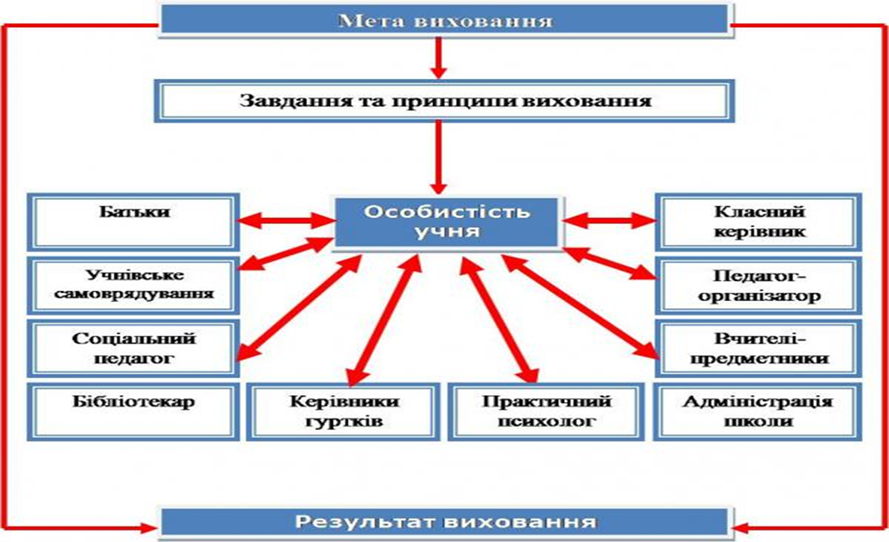 Мета виховання
Завдання та принципи виховання
Особистість
учня
Батьки
Класний
керівник
Учнівське
самоврядування
Педагог-
організатор
Соціальний
педагог
Вчителі-
предметники
Бібліотекар
Керівники
гуртків
Практичний
психолог
Адміністрація
школи
Результат виховання